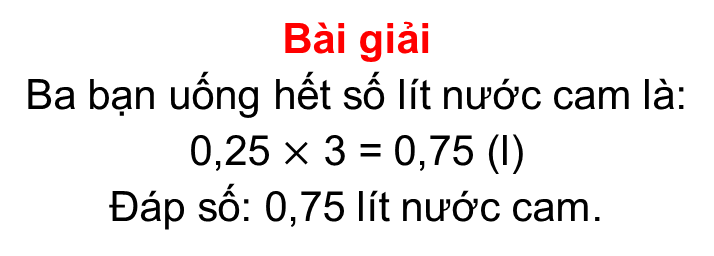 Bài giải
Ba bạn uống hết số lít nước cam là:
0,25 × 3 = 0,75 (l)
Đáp số: 0,75 lít nước cam.